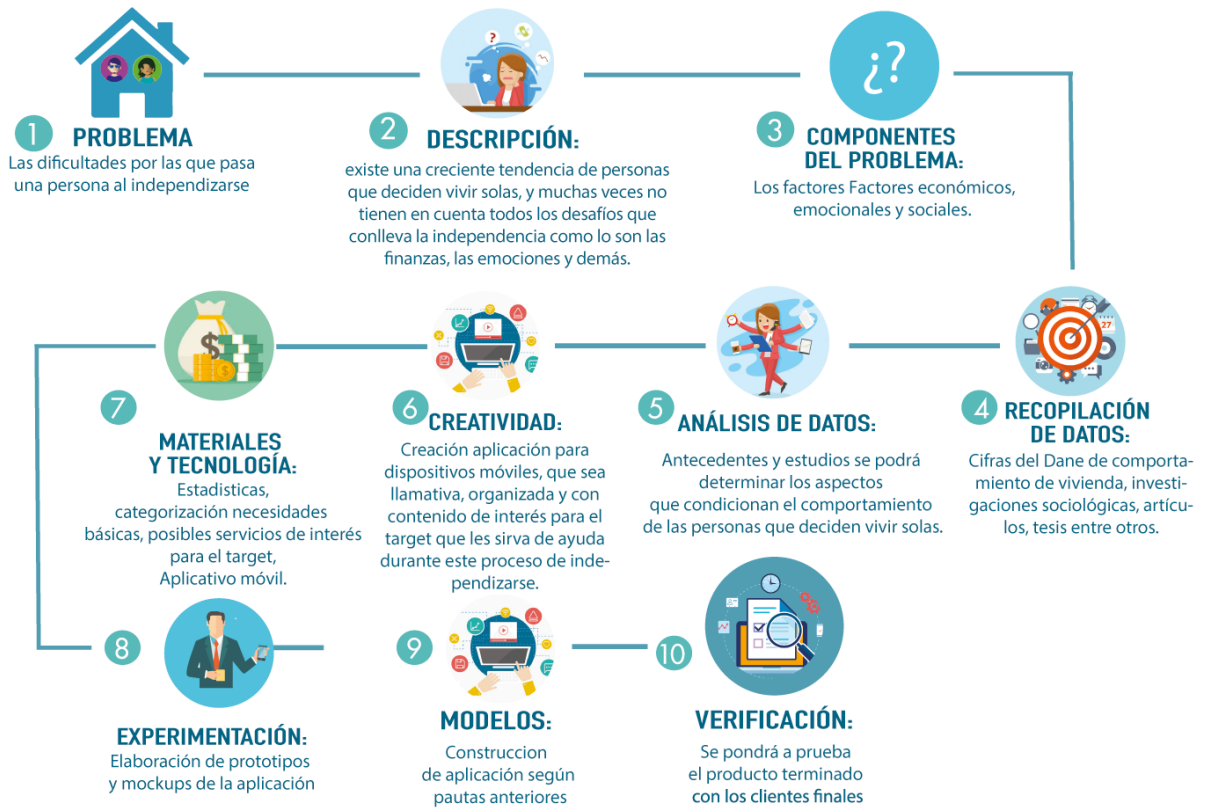 1
PROBLEMA
Las dificultades por las que pasa
una persona al independizarse
2
DESCRIPCIÓN:
existe una creciente tendencia de personas
que deciden vivir solas, y muchas veces no
tienen en cuenta todos los desafíos que
conlleva la independencia como lo son las
finanzas, las emociones y demás.
¿?
3
COMPONENTES
DEL PROBLEMA:
Los factores Factores económicos,
emocionales y sociales.
27
4
RECOPILACIÓN
DE DATOS:
Cifras del Dane de comporta-
miento de vivienda, investi-
gaciones sociológicas, artícu-
los, tesis entre otros.
5
ANÁLISIS DE DATOS:
Antecedentes y estudios se podrá
determinar los aspectos
que condicionan el comportamiento
de las personas que deciden vivir solas.
6
CREATIVIDAD:
Creación aplicación para
dispositivos móviles, que sea
llamativa, organizada y con
contenido de interés para el
target que les sirva de ayuda
durante este proceso de inde-
pendizarse.
$
$
7
MATERIALES
Y TECNOLOGÍA:
Estadisticas,
categorización necesidades
básicas, posibles servicios de interés
para el target,
Aplicativo móvil.
8
EXPERIMENTACIÓN:
Elaboración de prototipos
y mockups de la aplicación
9
MODELOS:
Construccion
de aplicación según
pautas anteriores
10
VERIFICACIÓN:
Se pondrá a prueba
el producto terminado
con los clientes finales